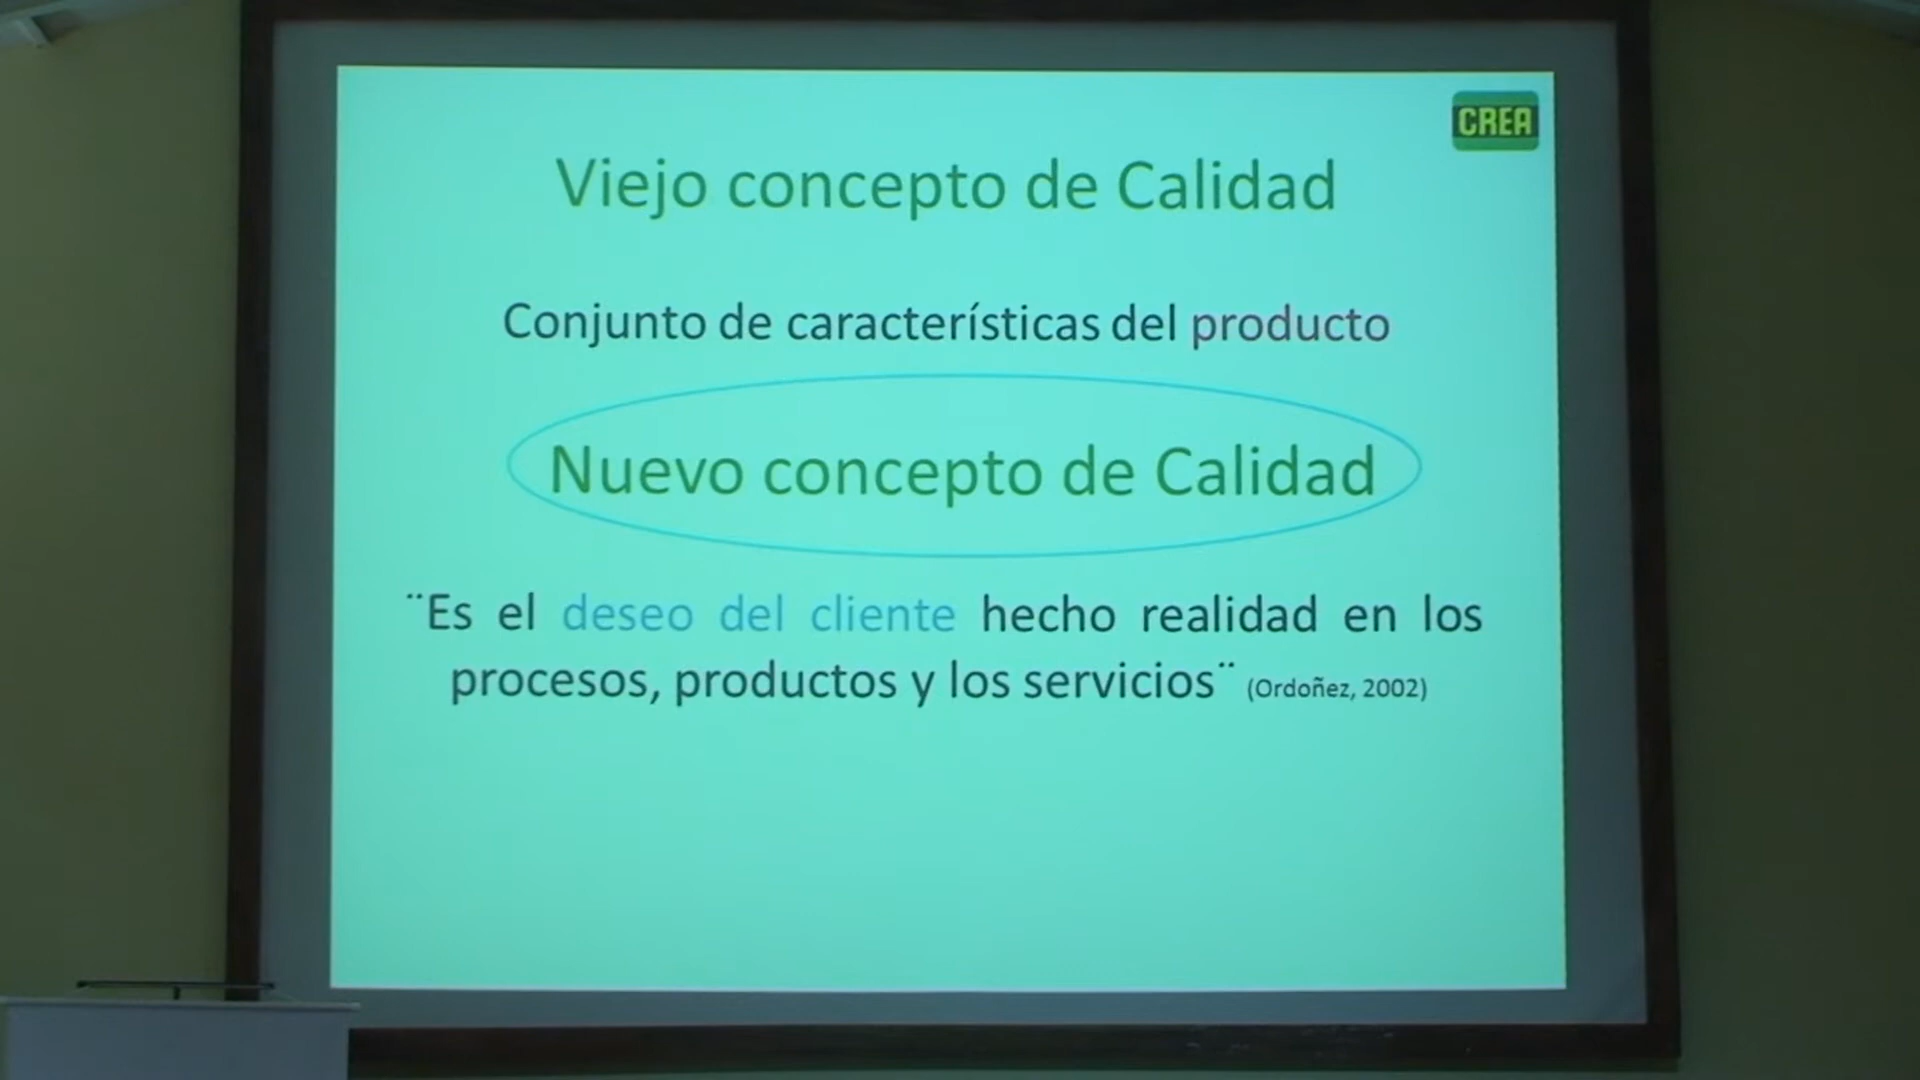 CREA
Viejo concepto de Calidad
Conjunto de características del producto
Nuevo concepto de Calidad
¨Es el deseo del cliente hecho realidad en los
procesos, productos y los servicios¨ (Ordoñez, 2002)